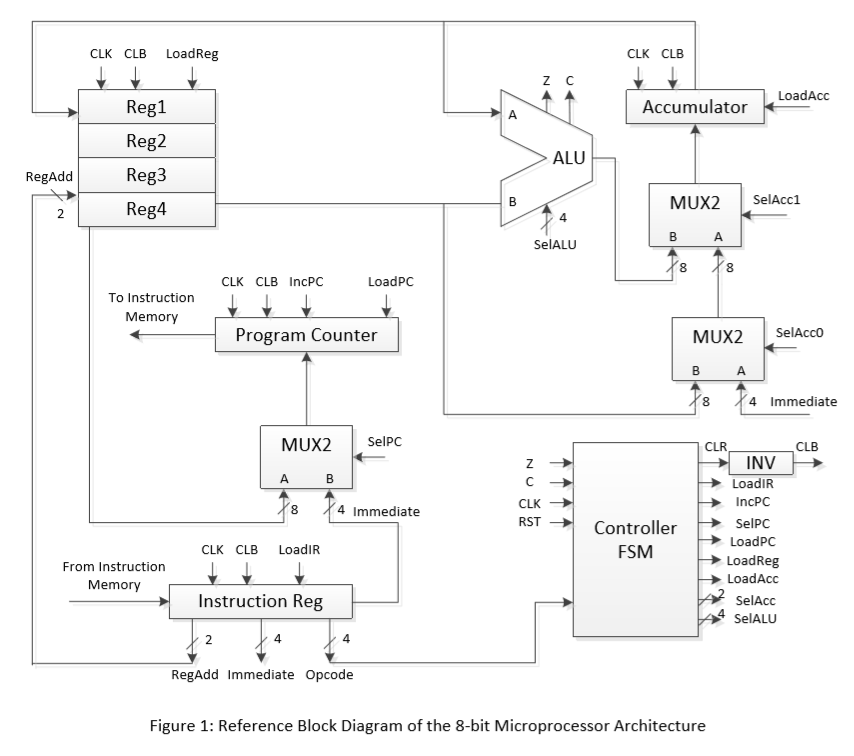 CLK CLB LoadReg
Reg1
Reg2
Reg3
Reg4
RegAdd
2
Z C
A
ALU
B
4
SelALU
CLK CLB
Accumulator
LoadAcc
MUX2
SelAcc1
B A
8 8
MUX2
SelAcc0
B A
8 4 Immediate
CLK CLB IncPC LoadPC
To Instruction
Memory
Program Counter
MUX2
SelPC
A B
8 4 Immediate
From Instruction
Memory
CLK CLB LoadIR
Instruction Reg
2 4 4
RegAdd Immediate Opcode
Z
C
CLK
RST
Controller
FSM
CLR
INV
CLB
LoadIR
IncPC
SelPC
LoadPC
LoadReg
LoadAcc
2 SelAcc
4 SelALU
Figure 1: Reference Block Diagram of the 8-bit Microprocessor Architecture